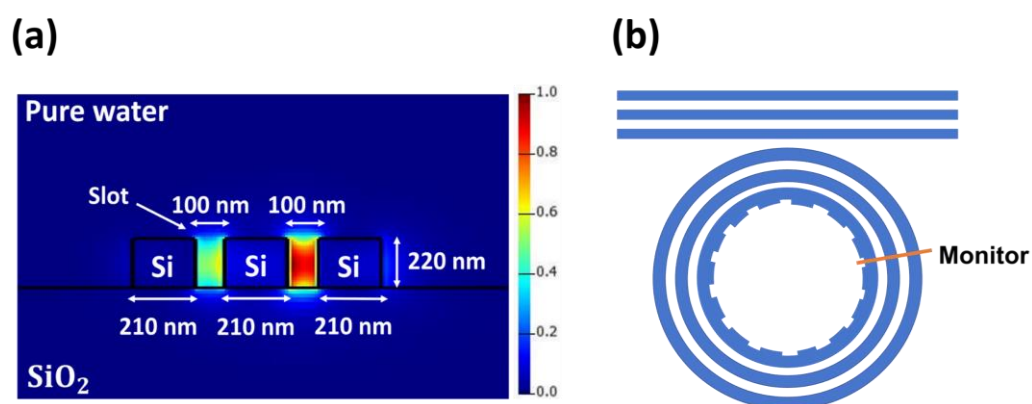 (a)
(b)
Pure water
Slot
100 nm 100 nm
Si Si Si
220 nm
210 nm 210 nm 210 nm
SiO₂
1.0
0.8
0.6
0.4
0.2
0.0
Monitor